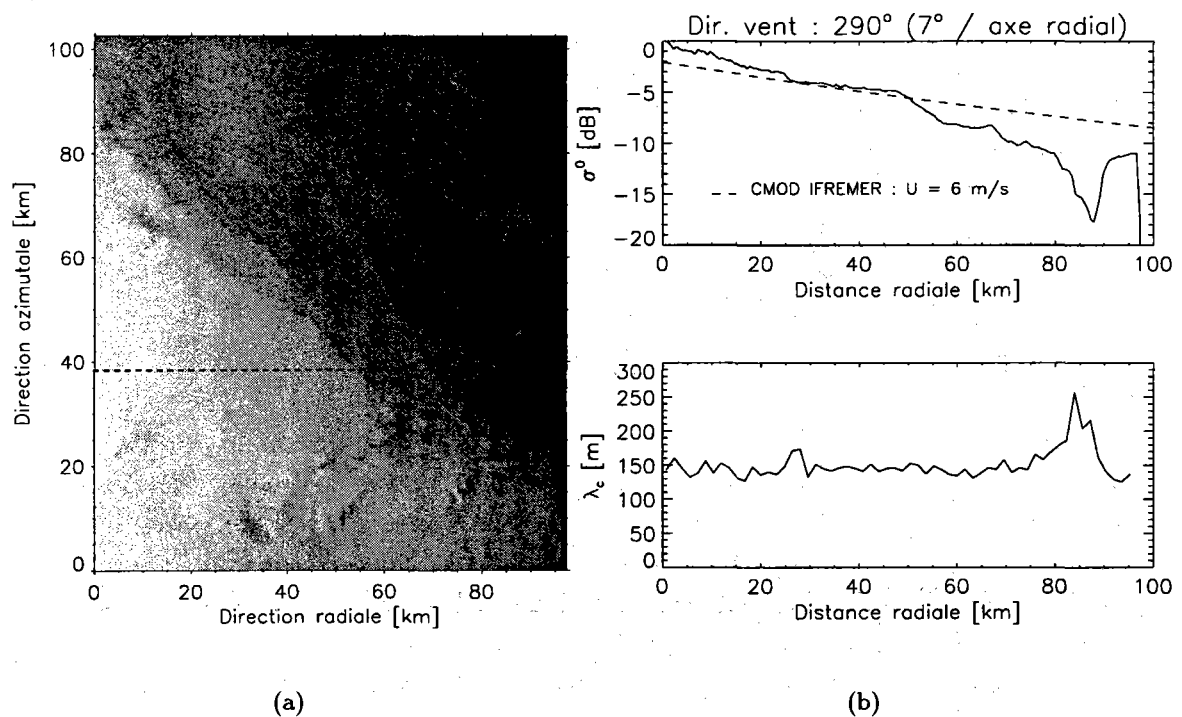 100
80
60
40
20
0
Direction azimutale [km]
0 20 40 60 80
Direction radiale [km]
(a)
Dir. vent : 290° (7° / axe radial)
0
-5
-10
-15
-20
σ⁰ [dB]
-- CMOD IFREMER : U = 6 m/s
0 20 40 60 80 100
Distance radiale [km]
300
250
200
150
100
50
0
λc [m]
0 20 40 60 80 100
Distance radiale [km]
(b)